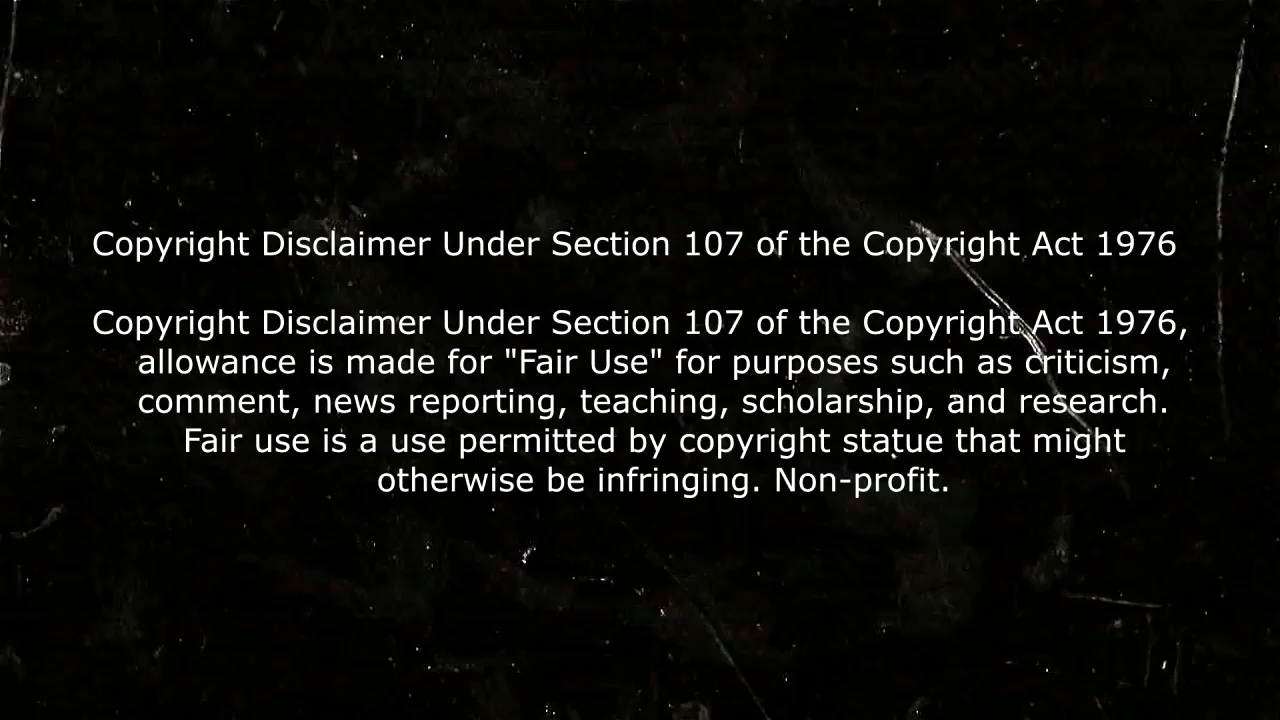 Copyright Disclaimer Under Section 107 of the Copyright Act 1976
Copyright Disclaimer Under Section 107 of the Copyright Act 1976,
allowance is made for "Fair Use" for purposes such as criticism,
comment, news reporting, teaching, scholarship, and research.
Fair use is a use permitted by copyright statue that might
otherwise be infringing. Non-profit.